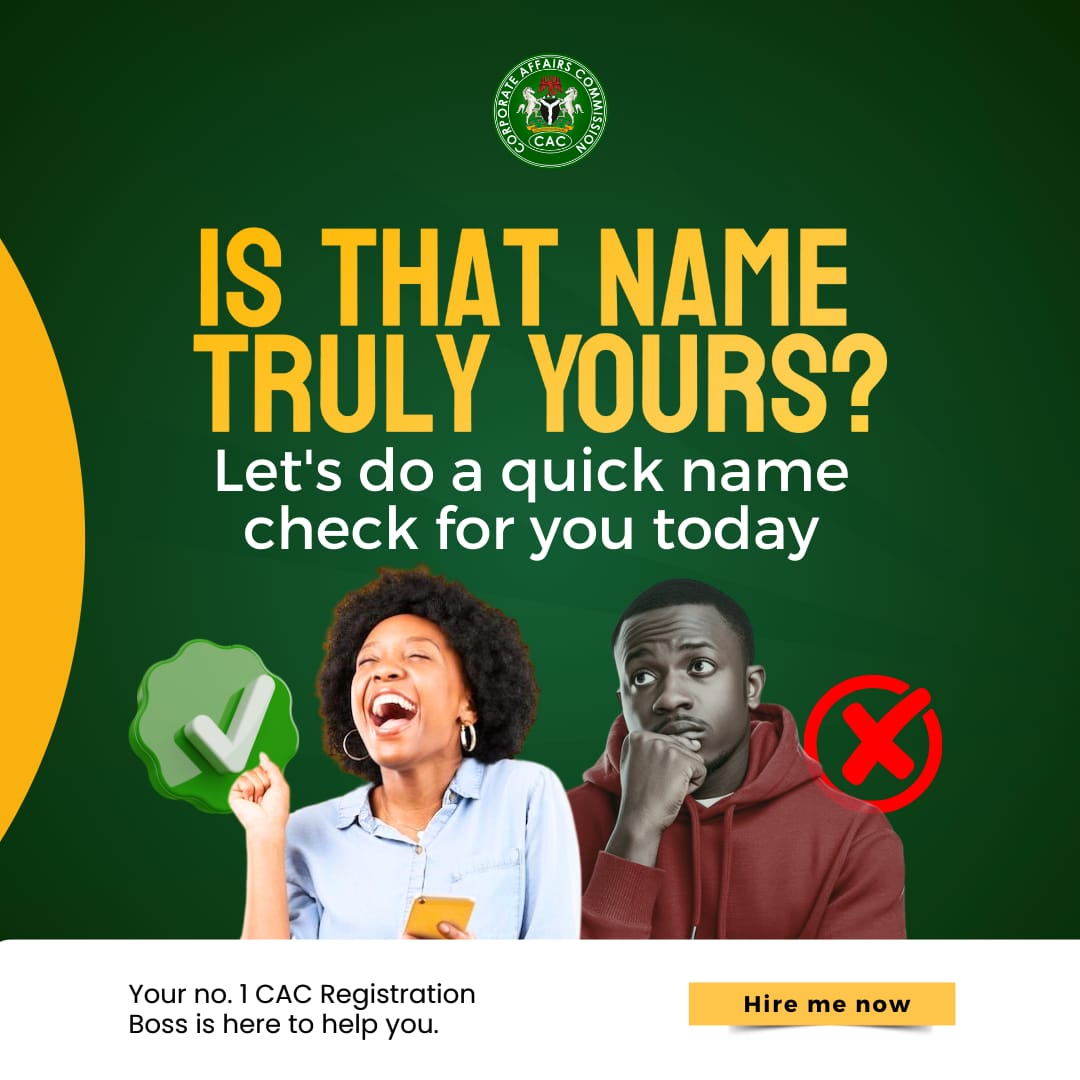 CORPORATE AFFAIRS COMMISSION
CAC
IS THAT NAME
TRULY YOURS?
Let's do a quick name
check for you today
Your no. 1 CAC Registration
Boss is here to help you.
Hire me now